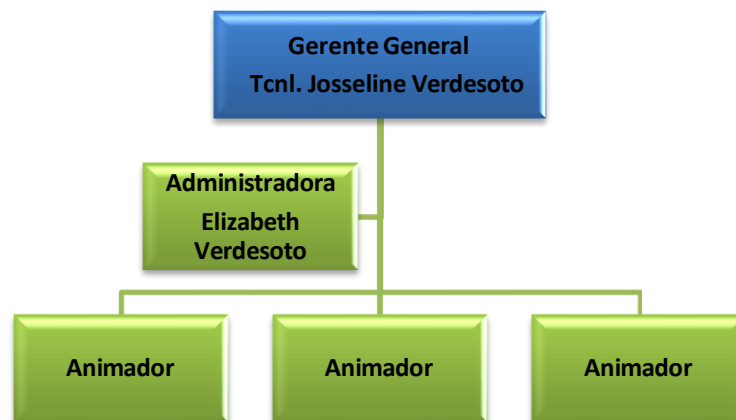 Gerente General
Tcnl. Josseline Verdesoto
Administradora
Elizabeth
Verdesoto
Animador
Animador
Animador